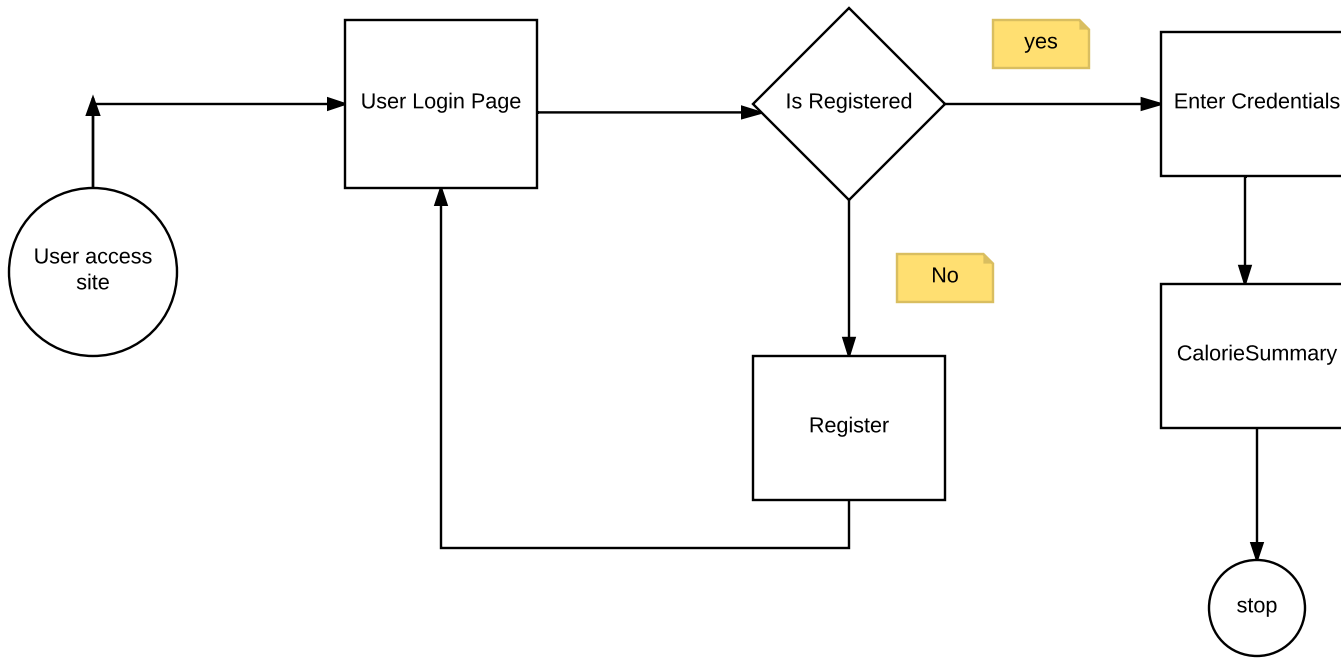 yes
User Login Page
Is Registered
Enter Credentials
User access
site
No
CalorieSummary
Register
stop